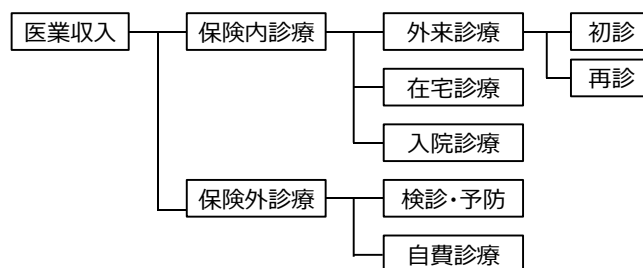 医業収入
保険内診療
外来診療
初診
再診
在宅診療
入院診療
保険外診療
検診・予防
自費診療